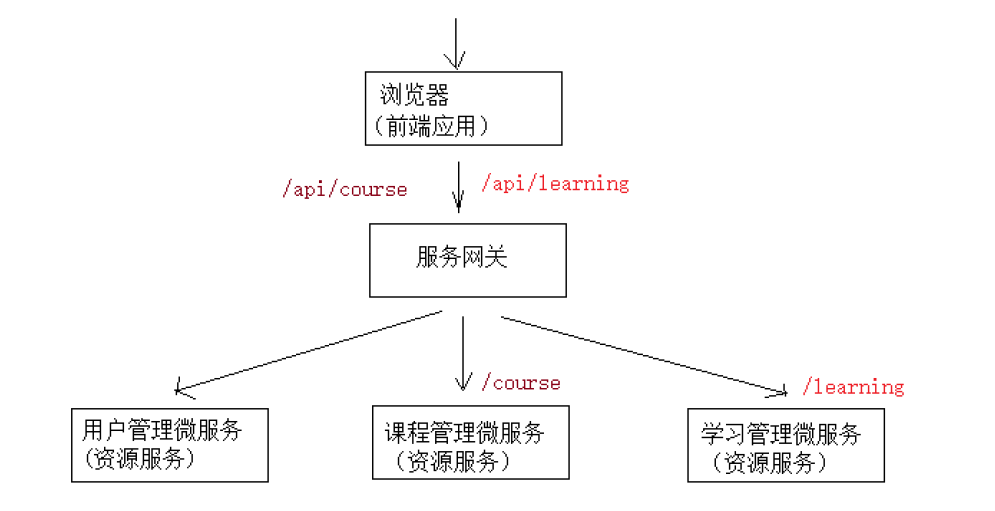 浏览器
（前端应用）
/api/course
/api/learning
服务网关
/course
/learning
用户管理微服务
(资源服务)
课程管理微服务
（资源服务）
学习管理微服务
（资源服务）